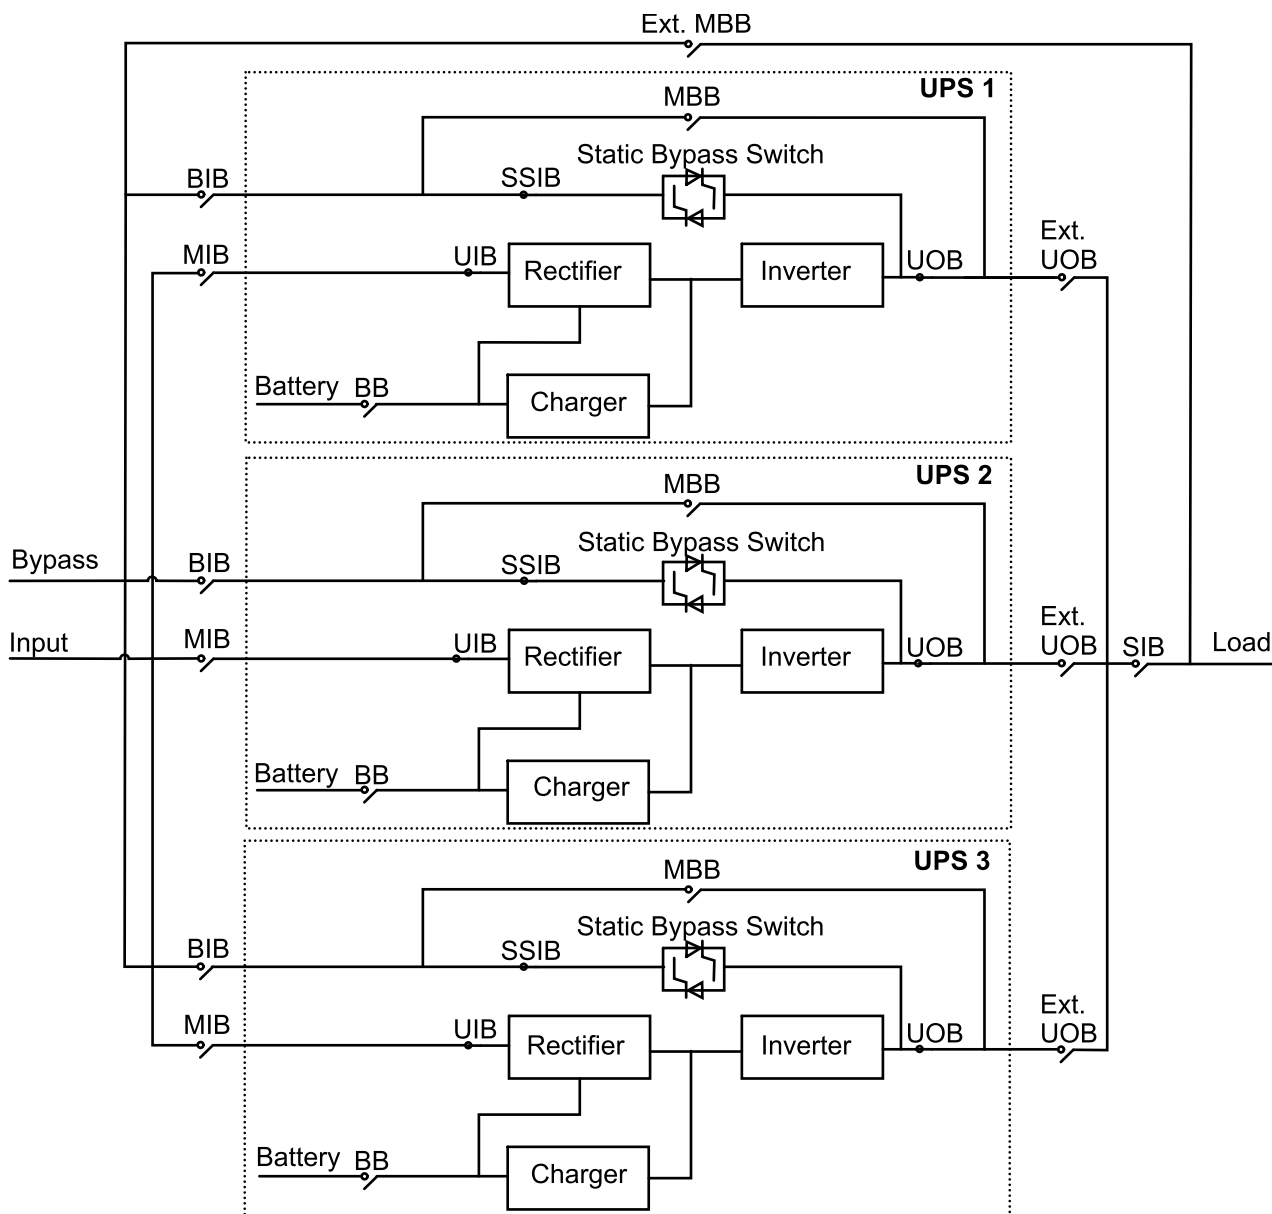 Ext. MBB
UPS 1
MBB
Static Bypass Switch
BIB
SSIB
Ext.
UOB
MIB
UIB
Rectifier
Inverter
UOB
Battery
BB
Charger
UPS 2
MBB
Static Bypass Switch
Bypass
BIB
SSIB
Ext.
UOB
Input
MIB
UIB
Rectifier
Inverter
UOB
SIB
Load
Battery
BB
Charger
UPS 3
MBB
Static Bypass Switch
BIB
SSIB
Ext.
UOB
MIB
UIB
Rectifier
Inverter
UOB
Battery
BB
Charger